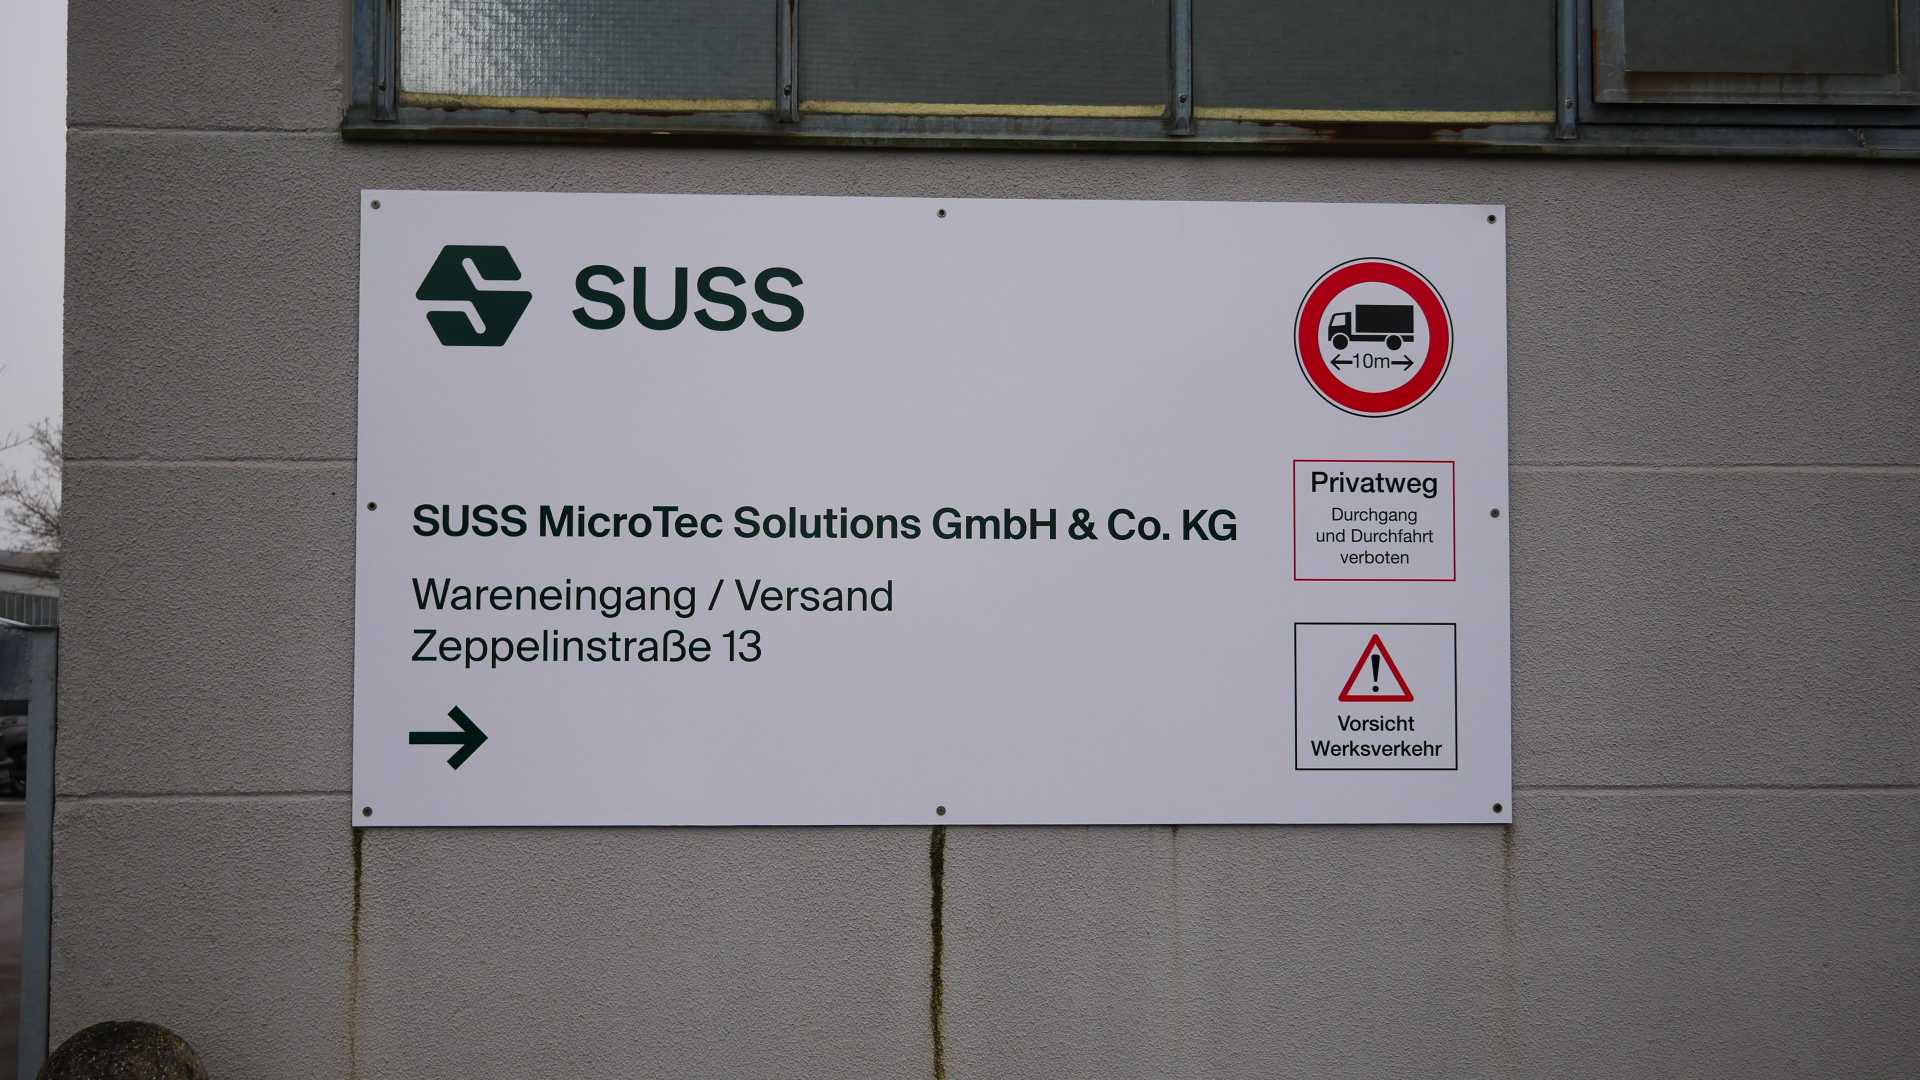 SUSS
SUSS MicroTec Solutions GmbH & Co. KG
Wareneingang / Versand
Zeppelinstraße 13
10m
Privatweg
Durchgang
und Durchfahrt
verboten
Vorsicht
Werksverkehr